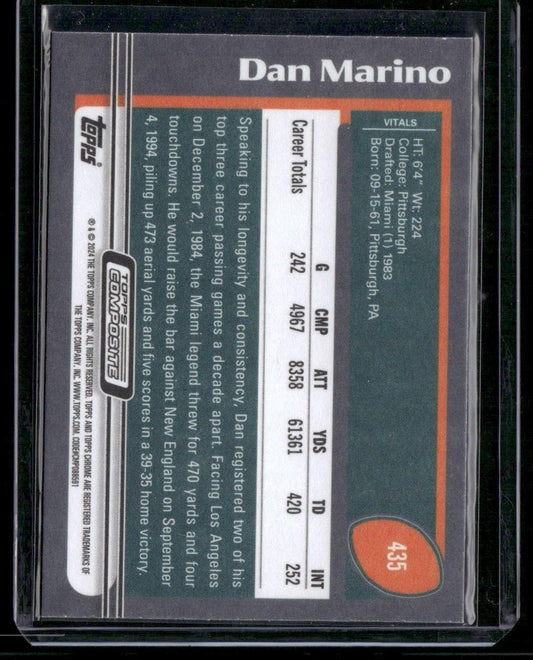 Dan Marino
VITALS
HT: 6'4" Wt: 224
College: Pittsburgh
Drafted: Miami (1) 1983
Born: 09-15-61, Pittsburgh, PA
435
G CMP ATT YDS TD INT
Career Totals 242 4967 8358 61361 420 252
Speaking to his longevity and consistency, Dan registered two of his
top three career passing games a decade apart. Facing Los Angeles
on December 2, 1984, the Miami legend threw for 470 yards and four
touchdowns. He would raise the bar against New England on September
4, 1994, piling up 473 aerial yards and five scores in a 39-35 home victory.
TOPPS
COMPOSITE
topps®
® & © 2024 THE TOPPS COMPANY, INC. ALL RIGHTS RESERVED. TOPPS AND TOPPS CHROME ARE REGISTERED TRADEMARKS OF
THE TOPPS COMPANY, INC. WWW.TOPPS.COM. CODE#CMP088591